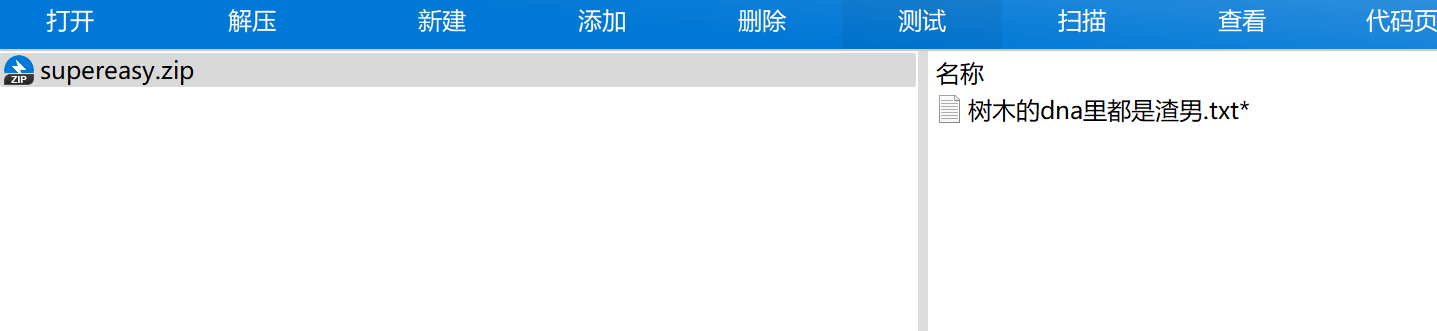 打开 解压 新建 添加 删除 测试 扫描 查看 代码页
supereasy.zip
名称
树木的dna里都是渣男.txt*